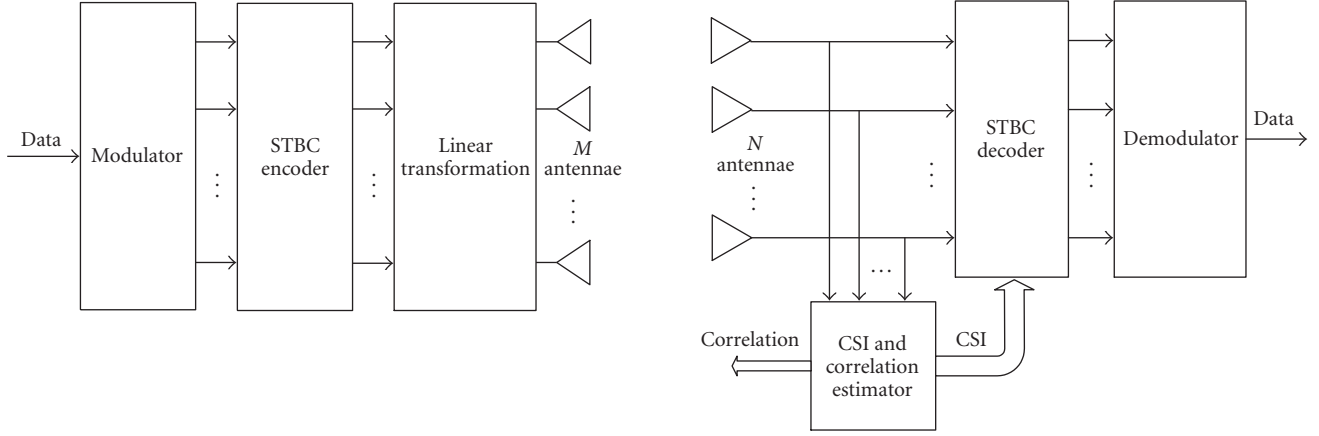 Data
Modulator
STBC
encoder
Linear
transformation
M
antennae
N
antennae
STBC
decoder
Demodulator
Data
Correlation
CSI and
correlation
estimator
CSI